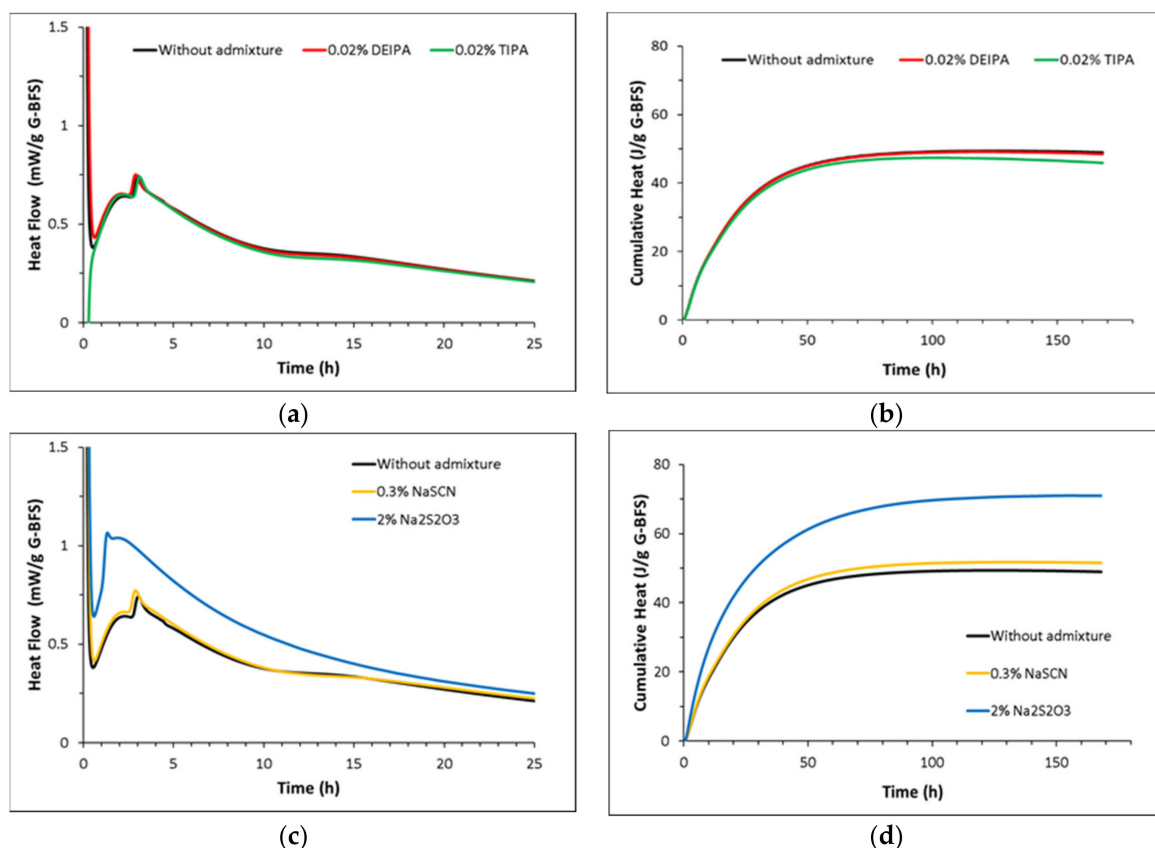 Without admixture 0.02% DEIPA 0.02% TIPA
Heat Flow (mW/g G-BFS)
1.5
1
0.5
0
0 5 10 15 20 25
Time (h)
(a)
Without admixture 0.02% DEIPA 0.02% TIPA
Cumulative Heat (J/g G-BFS)
80
60
40
20
0
0 50 100 150
Time (h)
(b)
Without admixture
0.3% NaSCN
2% Na2S2O3
Heat Flow (mW/g G-BFS)
1.5
1
0.5
0
0 5 10 15 20 25
Time (h)
(c)
Without admixture
0.3% NaSCN
2% Na2S2O3
Cumulative Heat (J/g G-BFS)
80
60
40
20
0
0 50 100 150
Time (h)
(d)